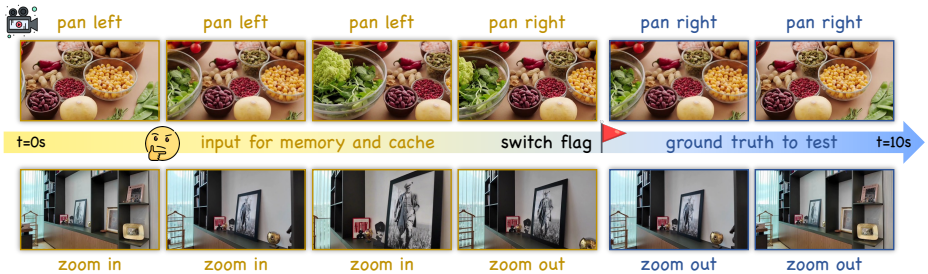 pan left pan left pan left pan right pan right pan right
t=0s input for memory and cache switch flag ground truth to test t=10s
zoom in zoom in zoom in zoom out zoom out zoom out